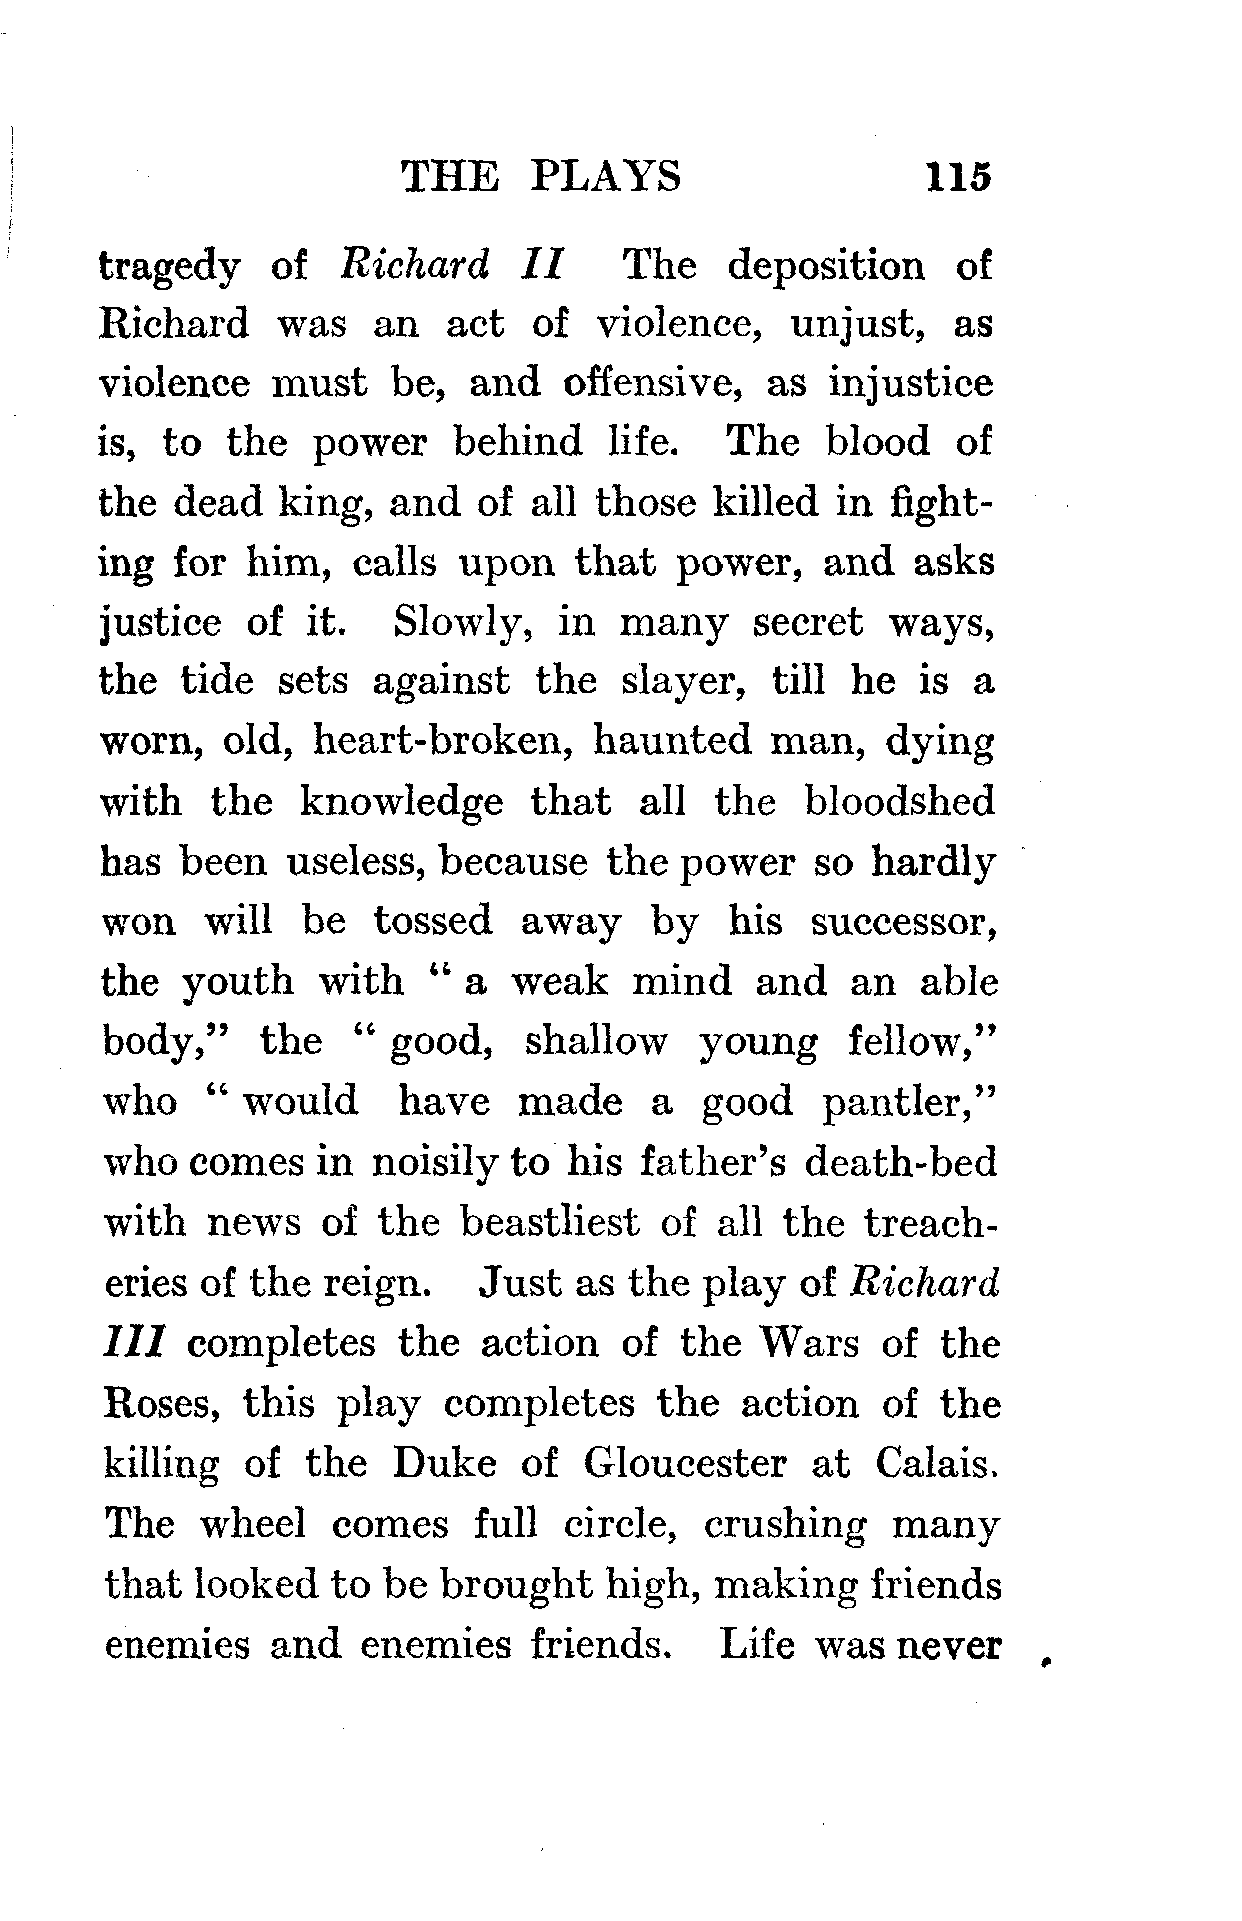 THE PLAYS 115
tragedy of Richard II The deposition of
Richard was an act of violence, unjust, as
violence must be, and offensive, as injustice
is, to the power behind life. The blood of
the dead king, and of all those killed in fight-
ing for him, calls upon that power, and asks
justice of it. Slowly, in many secret ways,
the tide sets against the slayer, till he is a
worn, old, heart-broken, haunted man, dying
with the knowledge that all the bloodshed
has been useless, because the power so hardly
won will be tossed away by his successor,
the youth with “ a weak mind and an able
body,” the “ good, shallow young fellow,”
who “ would have made a good pantler,”
who comes in noisily to his father’s death-bed
with news of the beastliest of all the treach-
eries of the reign. Just as the play of Richard
III completes the action of the Wars of the
Roses, this play completes the action of the
killing of the Duke of Gloucester at Calais.
The wheel comes full circle, crushing many
that looked to be brought high, making friends
enemies and enemies friends. Life was never